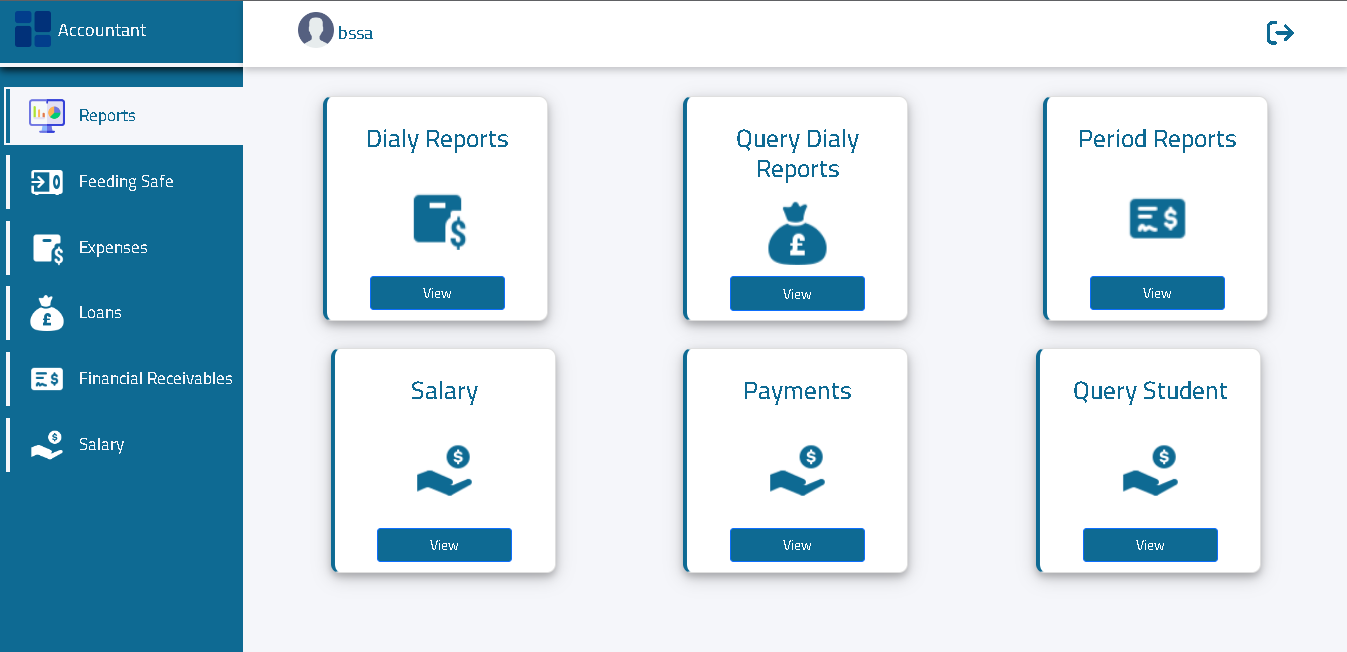 Accountant
bssa
Reports
Feeding Safe
Expenses
Loans
Financial Receivables
Salary
Dialy Reports
View
Query Dialy
Reports
View
Period Reports
View
Salary
View
Payments
View
Query Student
View